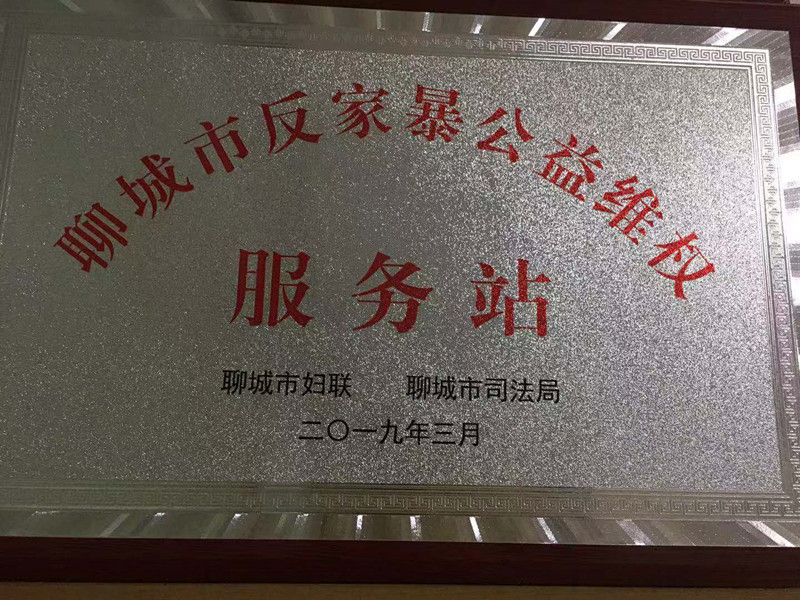 聊城市反家暴公益维权
服务站
聊城市妇联 聊城市司法局
二〇一九年三月